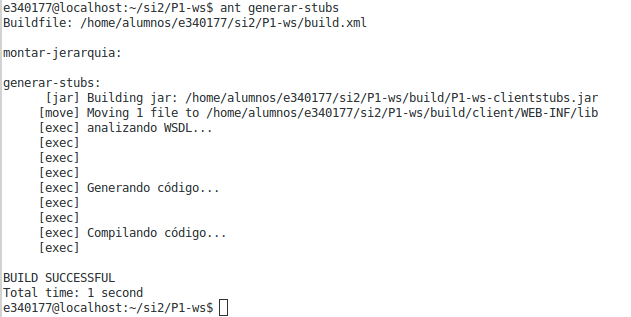 e340177@localhost:~/si2/P1-ws$ ant generar-stubs
Buildfile: /home/alumnos/e340177/si2/P1-ws/build.xml
montar-jerarquia:
generar-stubs:
[jar] Building jar: /home/alumnos/e340177/si2/P1-ws/build/P1-ws-clientstubs.jar
[move] Moving 1 file to /home/alumnos/e340177/si2/P1-ws/build/client/WEB-INF/lib
[exec] analizando WSDL...
[exec]
[exec]
[exec]
[exec] Generando código...
[exec]
[exec]
[exec] Compilando código...
[exec]
BUILD SUCCESSFUL
Total time: 1 second
e340177@localhost:~/si2/P1-ws$